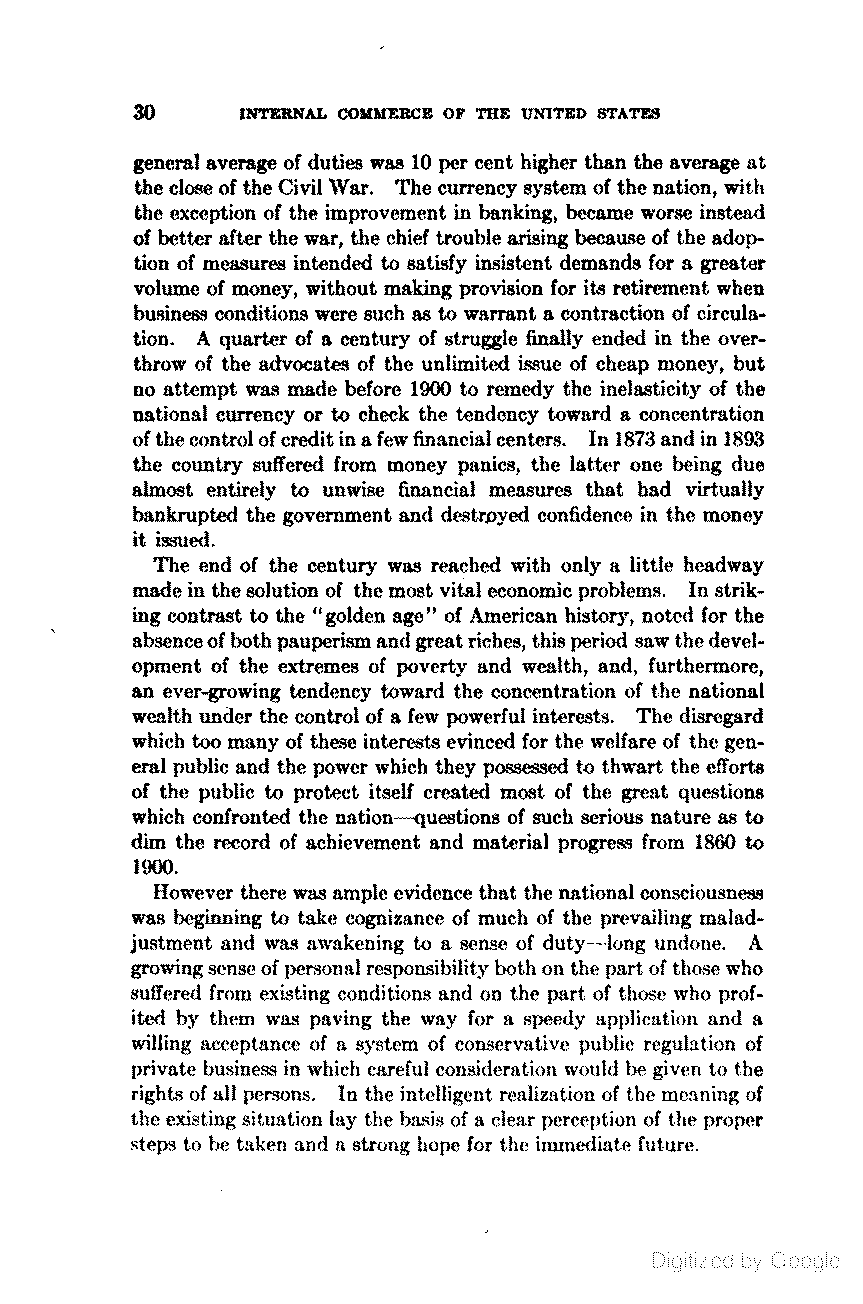 30 INTERNAL COMMERCE OF THE UNITED STATES
general average of duties was 10 per cent higher than the average at
the close of the Civil War. The currency system of the nation, with
the exception of the improvement in banking, became worse instead
of better after the war, the chief trouble arising because of the adop-
tion of measures intended to satisfy insistent demands for a greater
volume of money, without making provision for its retirement when
business conditions were such as to warrant a contraction of circula-
tion. A quarter of a century of struggle finally ended in the over-
throw of the advocates of the unlimited issue of cheap money, but
no attempt was made before 1900 to remedy the inelasticity of the
national currency or to check the tendency toward a concentration
of the control of credit in a few financial centers. In 1873 and in 1893
the country suffered from money panics, the latter one being due
almost entirely to unwise financial measures that had virtually
bankrupted the government and destroyed confidence in the money
it issued.
The end of the century was reached with only a little headway
made in the solution of the most vital economic problems. In strik-
ing contrast to the "golden age" of American history, noted for the
absence of both pauperism and great riches, this period saw the devel-
opment of the extremes of poverty and wealth, and, furthermore,
an ever-growing tendency toward the concentration of the national
wealth under the control of a few powerful interests. The disregard
which too many of these interests evinced for the welfare of the gen-
eral public and the power which they possessed to thwart the efforts
of the public to protect itself created most of the great questions
which confronted the nation—questions of such serious nature as to
dim the record of achievement and material progress from 1860 to
1900.
However there was ample evidence that the national consciousness
was beginning to take cognizance of much of the prevailing malad-
justment and was awakening to a sense of duty—long undone. A
growing sense of personal responsibility both on the part of those who
suffered from existing conditions and on the part of those who prof-
ited by them was paving the way for a speedy application and a
willing acceptance of a system of conservative public regulation of
private business in which careful consideration would be given to the
rights of all persons. In the intelligent realization of the meaning of
the existing situation lay the basis of a clear perception of the proper
steps to be taken and a strong hope for the immediate future.
Digitized by Google